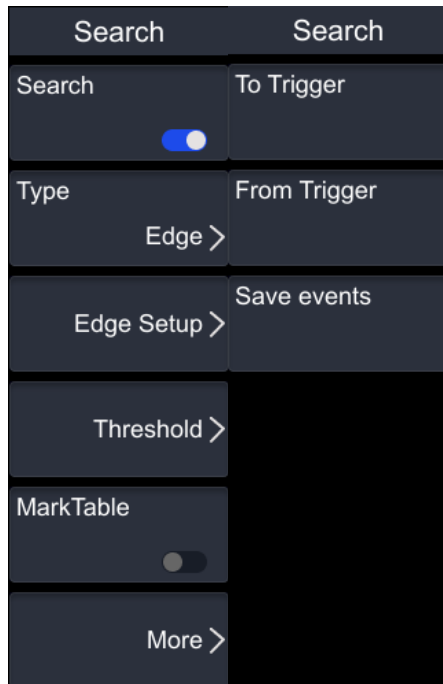 Search
Search
Type
Edge
Edge Setup
Threshold
MarkTable
More
Search
To Trigger
From Trigger
Save events